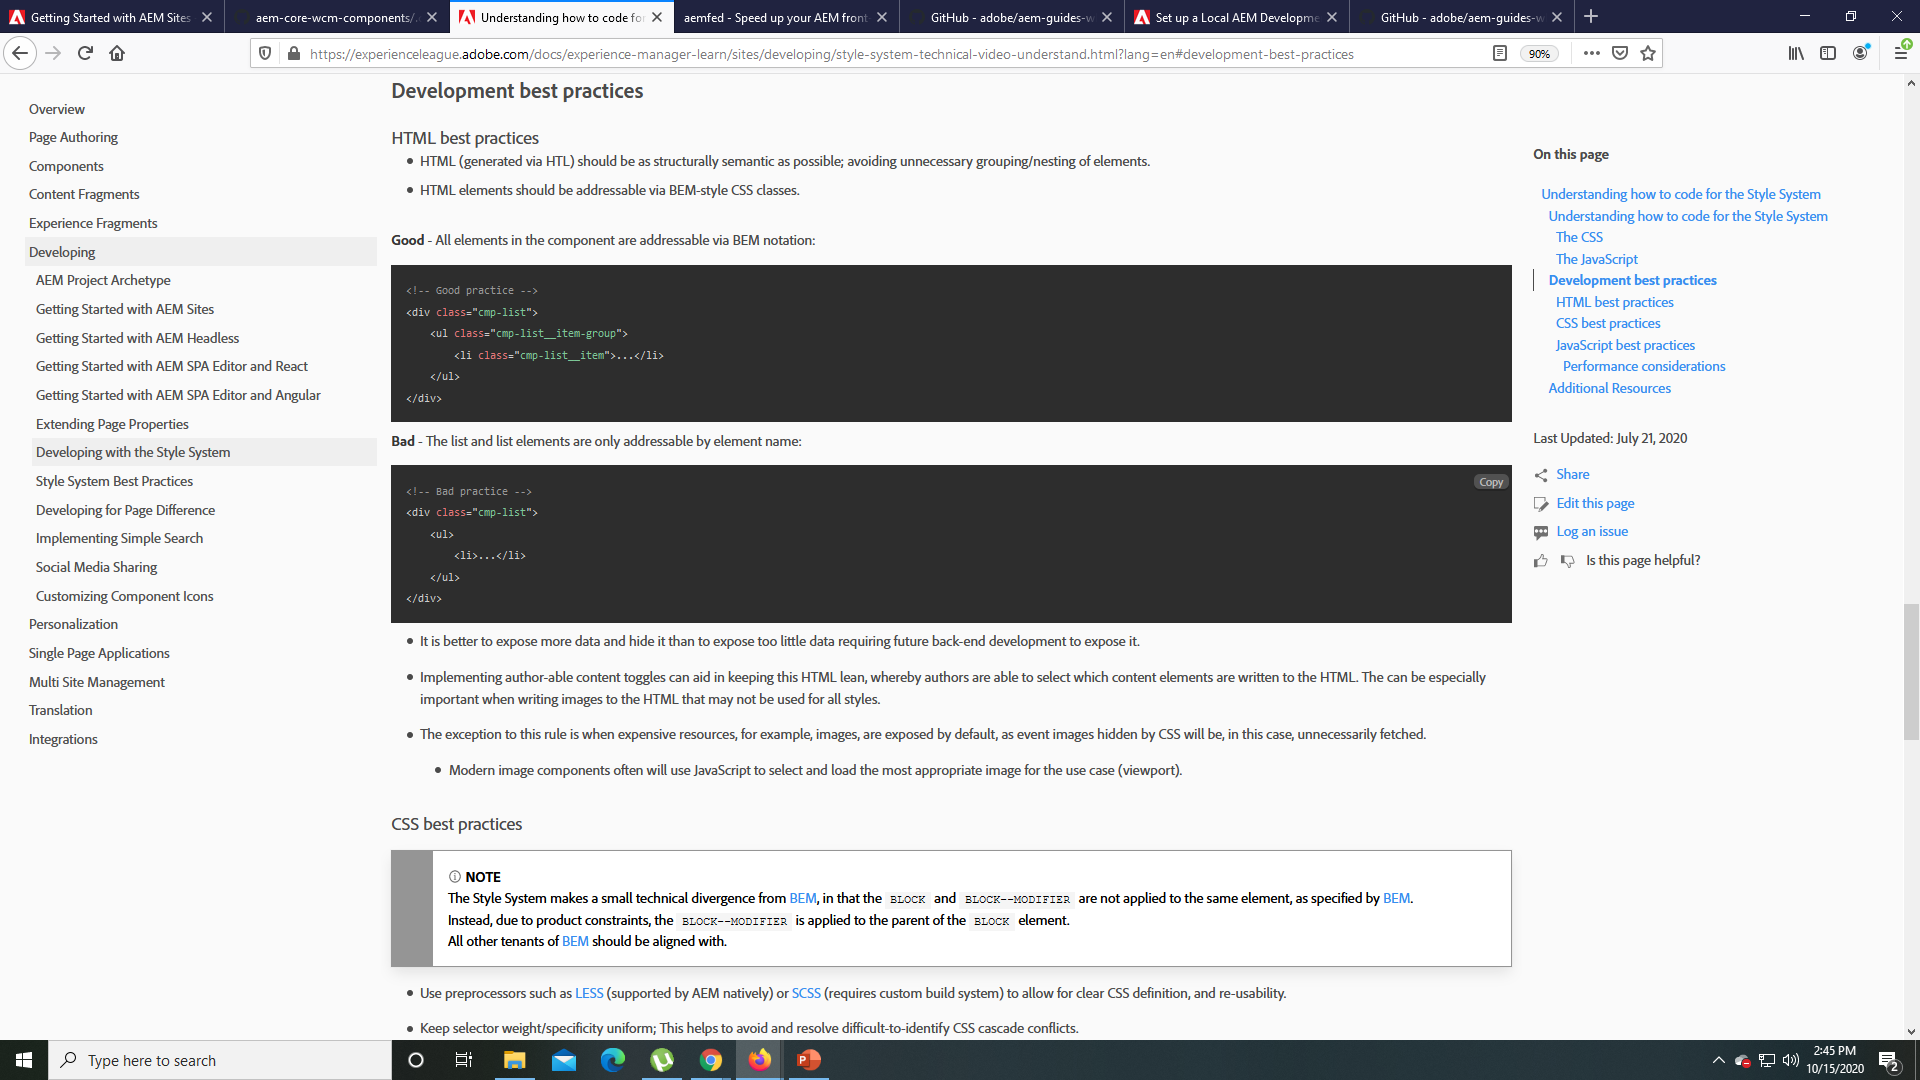 Getting Started with AEM Sites
aem-core-wcm-components/.
Understanding how to code for
aemfed - Speed up your AEM front
GitHub - adobe/aem-guides-w
Set up a Local AEM Developme
GitHub - adobe/aem-guides-w
https://experienceleague.adobe.com/docs/experience-manager-learn/sites/developing/style-system-technical-video-understand.html?lang=en#development-best-practices
90%
Overview
Page Authoring
Components
Content Fragments
Experience Fragments
Developing
AEM Project Archetype
Getting Started with AEM Sites
Getting Started with AEM Headless
Getting Started with AEM SPA Editor and React
Getting Started with AEM SPA Editor and Angular
Extending Page Properties
Developing with the Style System
Style System Best Practices
Developing for Page Difference
Implementing Simple Search
Social Media Sharing
Customizing Component Icons
Personalization
Single Page Applications
Multi Site Management
Translation
Integrations
Development best practices
HTML best practices
• HTML (generated via HTL) should be as structurally semantic as possible; avoiding unnecessary grouping/nesting of elements.
• HTML elements should be addressable via BEM-style CSS classes.
Good - All elements in the component are addressable via BEM notation:
<!-- Good practice -->
<div class="cmp-list">
<ul class="cmp-list__item-group">
<li class="cmp-list__item">...</li>
</ul>
</div>
Bad - The list and list elements are only addressable by element name:
Copy
<!-- Bad practice -->
<div class="cmp-list">
<ul>
<li>...</li>
</ul>
</div>
• It is better to expose more data and hide it than to expose too little data requiring future back-end development to expose it.
• Implementing author-able content toggles can aid in keeping this HTML lean, whereby authors are able to select which content elements are written to the HTML. The can be especially
important when writing images to the HTML that may not be used for all styles.
• The exception to this rule is when expensive resources, for example, images, are exposed by default, as event images hidden by CSS will be, in this case, unnecessarily fetched.
• Modern image components often will use JavaScript to select and load the most appropriate image for the use case (viewport).
CSS best practices
NOTE
The Style System makes a small technical divergence from BEM, in that the BLOCK and BLOCK--MODIFIER are not applied to the same element, as specified by BEM.
Instead, due to product constraints, the BLOCK--MODIFIER is applied to the parent of the BLOCK element.
All other tenants of BEM should be aligned with.
• Use preprocessors such as LESS (supported by AEM natively) or SCSS (requires custom build system) to allow for clear CSS definition, and re-usability.
• Keep selector weight/specificity uniform; This helps to avoid and resolve difficult-to-identify CSS cascade conflicts.
On this page
Understanding how to code for the Style System
Understanding how to code for the Style System
The CSS
The JavaScript
Development best practices
HTML best practices
CSS best practices
JavaScript best practices
Performance considerations
Additional Resources
Last Updated: July 21, 2020
Share
Edit this page
Log an issue
Is this page helpful?
Type here to search
2:45 PM
10/15/2020
2